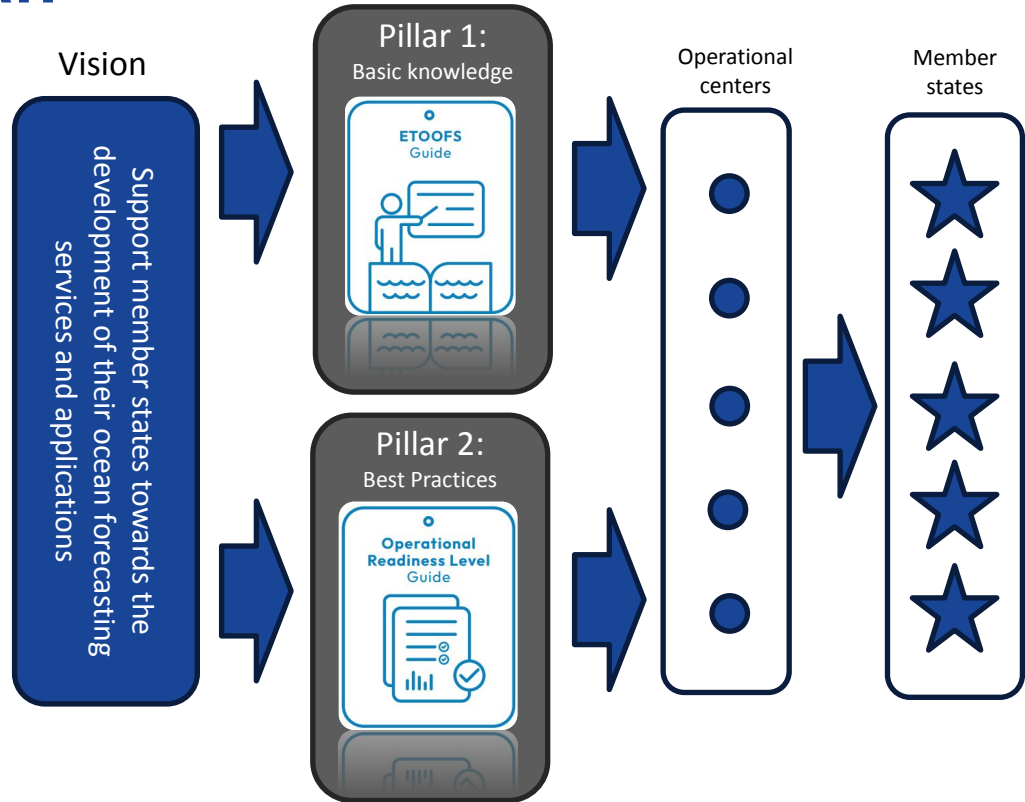 Vision
Support member states towards the
development of their ocean forecasting
services and applications
Pillar 1:
Basic knowledge
ETOOFS
Guide
Pillar 2:
Best Practices
Operational
Readiness Level
Guide
Operational
centers
Member
states